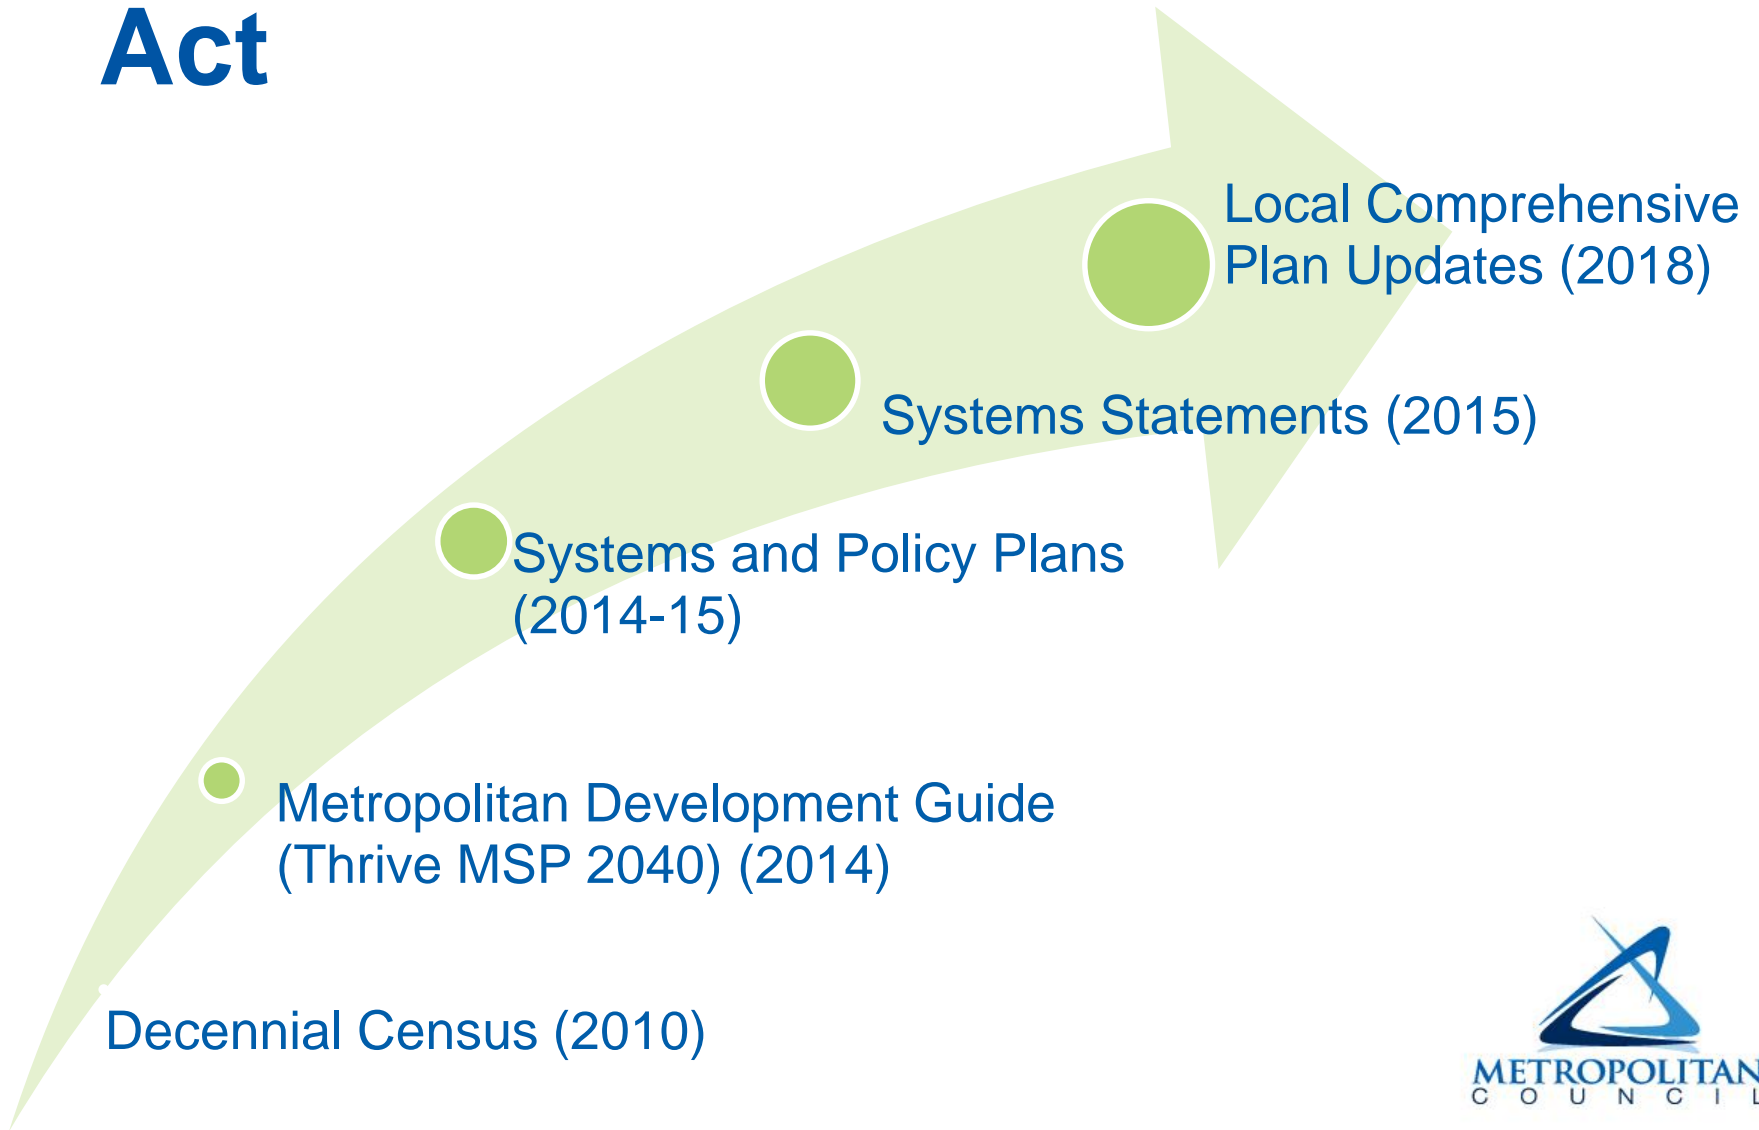 Act
Local Comprehensive
Plan Updates (2018)
Systems Statements (2015)
Systems and Policy Plans
(2014-15)
Metropolitan Development Guide
(Thrive MSP 2040) (2014)
Decennial Census (2010)
METROPOLITAN
COUNCIL